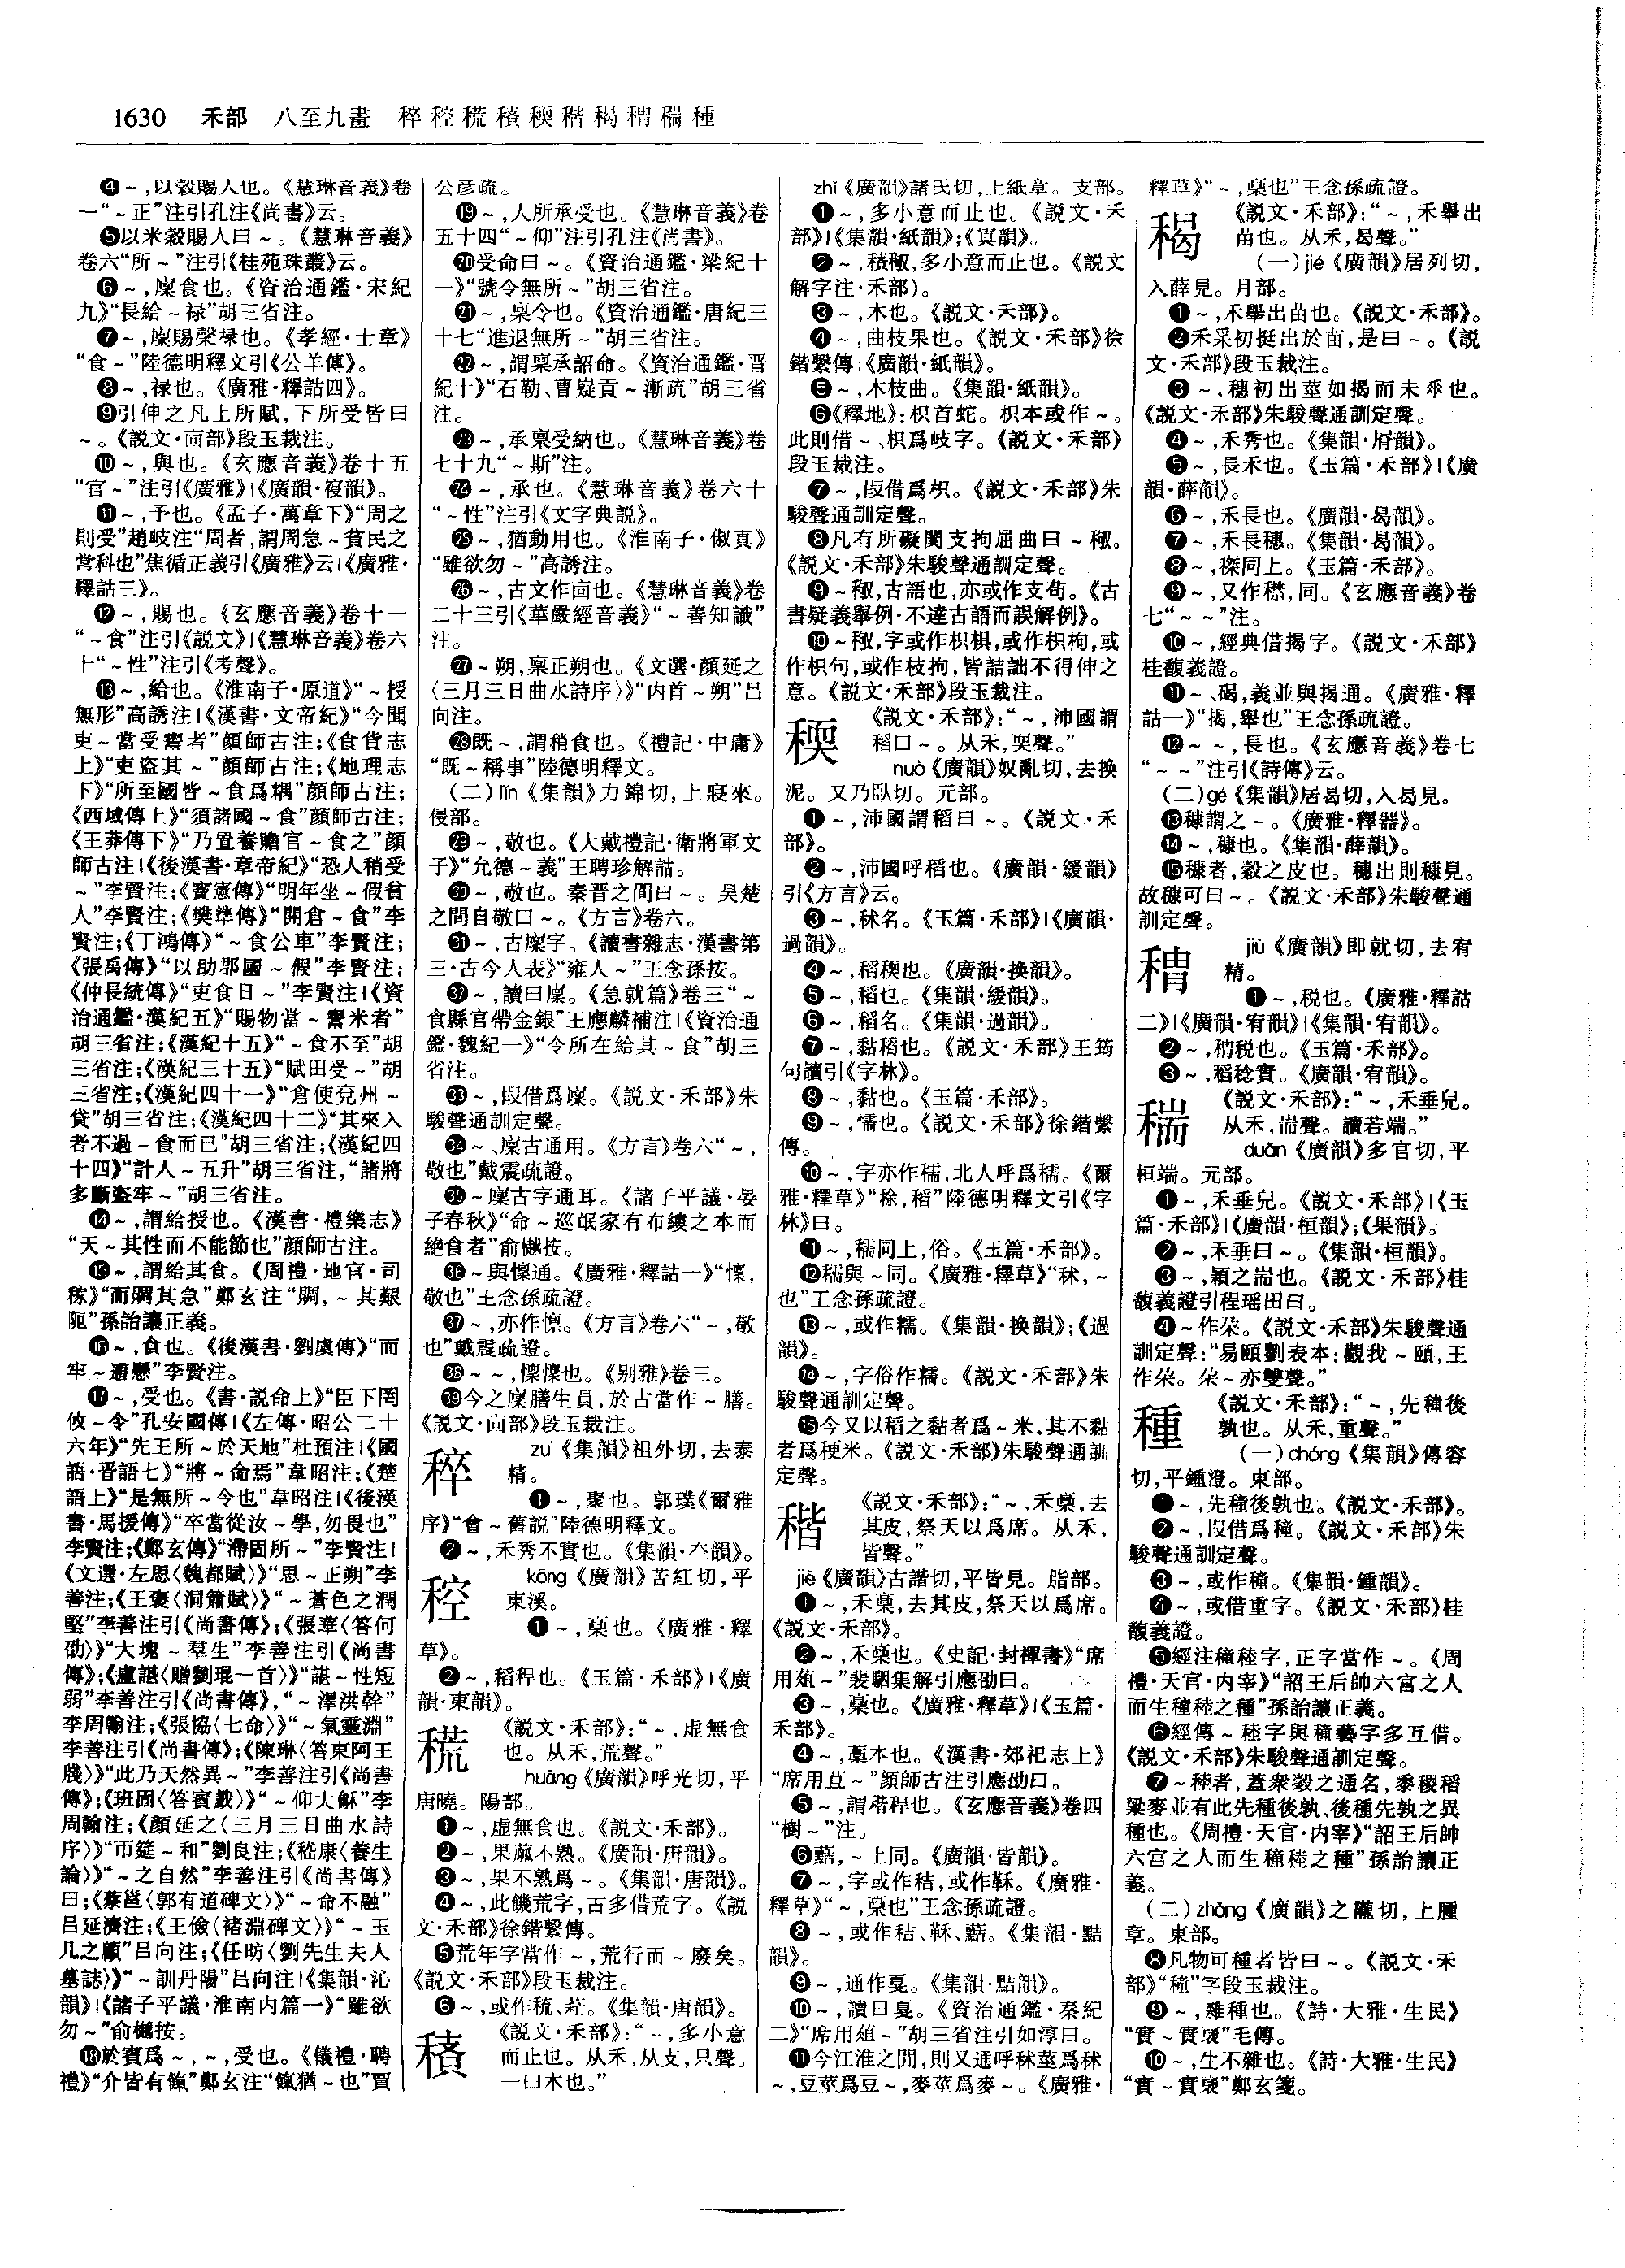 1630 禾部 八至九畫 稡稏䅣𥠻稬稭稩䅆稩種
❹～,以穀賜人也。《慧琳音義》卷
一“～正”注引孔注《尚書》云。
❺以米穀賜人曰～。《慧琳音義》
卷六“所～”注引《桂苑珠叢》云。
❻～,廩食也。《資治通鑑·宋紀
九》“長給～禄”胡三省注。
❼～,廩賜榮禄也。《孝經·士章》
“食～”陸德明釋文引《公羊傳》。
❽～,禄也。《廣雅·釋詁四》。
❾引伸之凡上所賦,下所受皆曰
～。《説文·㐭部》段玉裁注。
❿～,與也。《玄應音義》卷十五
“官～”注引《廣雅》|《廣韻·寑韻》。
⓫～,予也。《孟子·萬章下》“周之
則受”趙岐注“周者,謂周急～貧民之
常科也”焦循正義引《廣雅》云|《廣雅·
釋詁三》。
⓬～,賜也。《玄應音義》卷十一
“～食”注引《説文》|《慧琳音義》卷六
十“～性”注引《考聲》。
⓭～,給也。《淮南子·原道》“～授
無形”高誘注|《漢書·文帝紀》“今聞
吏～當受鬻者”顔師古注;《食貨志
上》“吏盗其～”顔師古注;《地理志
下》“所至國皆～食爲耦”顔師古注;
《西域傳上》“須諸國～食”顔師古注;
《王莽傳下》“乃置養贍官～食之”顔
師古注|《後漢書·章帝紀》“恐人稍受
～”李賢注;《竇憲傳》“明年坐～假貧
人”李賢注;《樊準傳》“開倉～食”李
賢注;《丁鴻傳》“～食公車”李賢注;
《張禹傳》“以助郡國～假”李賢注;
《仲長統傳》“吏食日～”李賢注|《資
治通鑑·漢紀五》“賜物當～鬻米者”
胡三省注;《漢紀十五》“～食不至”胡
三省注;《漢紀三十五》“賦田受～”胡
三省注;《漢紀四十一》“倉使兗州～
貸”胡三省注;《漢紀四十二》“其來入
者不過～食而已”胡三省注;《漢紀四
十四》“計人～五升”胡三省注,“諸將
多斷盜牢～”胡三省注。
⓮～,謂給授也。《漢書·禮樂志》
“天～其性而不能節也”顔師古注。
⓯～,謂給其食。《周禮·地官·司
稼》“而賙其急”鄭玄注“賙,～其艱
阨”孫詒讓正義。
⓰～,食也。《後漢書·劉虞傳》“而
牢～逋懸”李賢注。
⓱～,受也。《書·説命上》“臣下罔
攸～令”孔安國傳|《左傳·昭公二十
六年》“先王所～於天地”杜預注|《國
語·晋語七》“將～命焉”韋昭注;《楚
語上》“是無所～令也”韋昭注|《後漢
書·馬援傳》“卒當從汝～學,勿畏也”
李賢注;《鄭玄傳》“滯固所～”李賢注|
《文選·左思〈魏都賦〉》“思～正朔”李
善注;《王褒〈洞簫賦〉》“～蒼色之潤
堅”李善注引《尚書傳》;《張華〈答何
劭〉》“大塊～羣生”李善注引《尚書
傳》;《盧諶〈贈劉琨一首〉》“諶～性短
弱”李善注引《尚書傳》,“～澤洪幹”
李周翰注;《張協〈七命〉》“～氣靈淵”
李善注引《尚書傳》;《陳琳〈答東阿王
牋〉》“此乃天然異～”李善注引《尚書
傳》;《班固〈答賓戲〉》“～仰太龢”李
周翰注;《顔延之〈三月三日曲水詩
序〉》“帀筵～和”劉良注;《嵇康〈養生
論〉》“～之自然”李善注引《尚書傳》
曰;《蔡邕〈郭有道碑文〉》“～命不融”
吕延濟注;《王儉〈褚淵碑文〉》“～玉
几之顧”吕向注;《任昉〈劉先生夫人
墓誌〉》“～訓丹陽”吕向注|《集韻·沁
韻》|《諸子平議·淮南内篇一》“雖欲
勿～”俞樾按。
⓲於賓爲～,～,受也。《儀禮·聘
禮》“介皆有餼”鄭玄注“餼猶～也”賈
公彦疏。
⓳～,人所承受也。《慧琳音義》卷
五十四“～仰”注引孔注《尚書》。
⓴受命曰～。《資治通鑑·梁紀十
一》“號令無所～”胡三省注。
㉑～,稟令也。《資治通鑑·唐紀三
十七“進退無所～”胡三省注。
㉒～,謂稟承詔命。《資治通鑑·晋
紀十》“石勒、曹嶷貢～漸疏”胡三省
注。
㉓～,承稟受納也。《慧琳音義》卷
七十九“～斯”注。
㉔～,承也。《慧琳音義》卷六十
“～性”注引《文字典説》。
㉕～,猶動用也。《淮南子·俶真》
“雖欲勿～”高誘注。
㉖～,古文作㐭也。《慧琳音義》卷
二十三引《華嚴經音義》“～善知識”
注。
㉗～朔,稟正朔也。《文選·顔延之
〈三月三日曲水詩序〉》“内首～朔”吕
向注。
㉘既～,謂稍食也。《禮記·中庸》
“既～稱事”陸德明釋文。
(二)lǐn《集韻》力錦切,上寑來。
侵部。
㉙～,敬也。《大戴禮記·衛將軍文
子》“允德～義”王聘珍解詁。
㉚～,敬也。秦晋之間曰～。吴楚
之間自敬曰～。《方言》卷六。
㉛～,古廩字。《讀書雜志·漢書第
三·古今人表》“雍人～”王念孫按。
㉜～,讀曰廩。《急就篇》卷三“～
食縣官帶金銀”王應麟補注|《資治通
鑑·魏紀一》“令所在給其～食”胡三
省注。
㉝～,叚借爲廩。《説文·禾部》朱
駿聲通訓定聲。
㉞～、廩古通用。《方言》卷六“～,
敬也”戴震疏證。
㉟～廩古字通耳。《諸子平議·晏
子春秋》“命～巡氓家有布縷之本而
絶食者”俞樾按。
㊱～與懍通。《廣雅·釋詁一》“懍,
敬也”王念孫疏證。
㊲～,亦作懔。《方言》卷六“～,敬
也”戴震疏證。
㊳～～,懍懍也。《别雅》卷三。
㊴今之廩膳生員,於古當作～膳。
《説文·㐭部》段玉裁注。
稡 zuì《集韻》祖外切,去泰
精。
❶～,聚也。郭璞《爾雅
序》“會～舊説”陸德明釋文。
❷～,禾秀不實也。《集韻·㒸韻》。
䅝 kōng《廣韻》苦紅切,平
東溪。
❶～,稾也。《廣雅·釋
草》。
❷～,稻稈也。《玉篇·禾部》|《廣
韻·東韻》。
䅣 《説文·禾部》:“～,虚無食
也。从禾,荒聲。”
huāng《廣韻》呼光切,平
唐曉。陽部。
❶～,虚無食也。《説文·禾部》。
❷～,果蓏不熟。《廣韻·唐韻》。
❸～,果不熟爲～。《集韻·唐韻》。
❹～,此饑荒字,古多借荒字。《説
文·禾部》徐鍇繫傳。
❺荒年字當作～,荒行而～廢矣。
《説文·禾部》段玉裁注。
❻～,或作𥞙、𦮎。《集韻·唐韻》。
《説文·禾部》:“～,多小意
而止也。从禾,从支,只聲。
一曰木也。”
zhǐ《廣韻》諸氏切,上紙章。支部。
❶～,多小意而止也。《説文·禾
部》|《集韻·紙韻》;《寘韻》。
❷～,𥡴䅩,多小意而止也。《説文
解字注·禾部》。
❸～,木也。《説文·禾部》。
❹～,曲枝果也。《説文·禾部》徐
鍇繫傳|《廣韻·紙韻》。
❺～,木枝曲。《集韻·紙韻》。
❻《釋地》:枳首蛇。枳本或作～。
此則借～、枳爲岐字。《説文·禾部》
段玉裁注。
❼～,叚借爲枳。《説文·禾部》朱
駿聲通訓定聲。
❽凡有所礙閡支拘屈曲曰～䅩。
《説文·禾部》朱駿聲通訓定聲。
❾～䅩,古語也,亦或作支苟。《古
書疑義舉例·不達古語而誤解例》。
❿～䅩,字或作枳椇,或作枳枸,或
作枳句,或作枝拘,皆詰詘不得伸之
意。《説文·禾部》段玉裁注。
稬 《説文·禾部》:“～,沛國謂
稻曰～。从禾,耎聲。”
nuò《廣韻》奴亂切,去换
泥。又乃卧切。元部。
❶～,沛國謂稻曰～。《説文·禾
部》。
❷～,沛國呼稻也。《廣韻·緩韻》
引《方言》云。
❸～,秫名。《玉篇·禾部》|《廣韻·
過韻》。
❹～,稻稬也。《廣韻·换韻》。
❺～,稻也。《集韻·緩韻》。
❻～,稻名。《集韻·過韻》。
❼～,黏稻也。《説文·禾部》王筠
句讀引《字林》。
❽～,黏也。《玉篇·禾部》。
❾～,懦也。《説文·禾部》徐鍇繫
傳。
❿～,字亦作穤,北人呼爲穤。《爾
雅·釋草》“稌,稻”陸德明釋文引《字
林》曰。
⓫～,穤同上,俗。《玉篇·禾部》。
⓬穤與～同。《廣雅·釋草》“秫,～
也”王念孫疏證。
⓭～,或作糯。《集韻·换韻》;《過
韻》。
⓮～,字俗作糯。《説文·禾部》朱
駿聲通訓定聲。
⓯今又以稻之黏者爲～米,其不黏
者爲稉米。《説文·禾部》朱駿聲通訓
定聲。
稭 《説文·禾部》:“～,禾稾,去
其皮,祭天以爲席。从禾,
皆聲。”
jiē《廣韻》古諧切,平皆見。脂部。
❶～,禾稾,去其皮,祭天以爲席。
《説文·禾部》。
❷～,禾稾也。《史記·封禪書》“席
用葅～”裴駰集解引應劭曰。
❸～,稾也。《廣雅·釋草》|《玉篇·
禾部》。
❹～,藁本也。《漢書·郊祀志上》
“席用苴～”顔師古注引應劭曰。
❺～,謂稭稈也。《玄應音義》卷四
“樹～”注。
❻䕸,～上同。《廣韻·皆韻》。
❼～,字或作秸,或作鞂。《廣雅·
釋草》“～,稾也”王念孫疏證。
❽～,或作秸、鞂、䕸。《集韻·黠
韻》。
❾～,通作戛。《集韻·黠韻》。
❿～,讀曰戛。《資治通鑑·秦紀
二》“席用葅～”胡三省注引如淳曰。
⓫今江淮之閒,則又通呼秫莖爲秫
～,豆莖爲豆～,麥莖爲麥～。《廣雅·
釋草》“～,稾也”王念孫疏證。
𥠁 《説文·禾部》:“～,禾舉出
苗也。从禾,曷聲。”
(一)jié《廣韻》居列切,
入薛見。月部。
❶～,禾舉出苗也。《説文·禾部》。
❷禾采初挺出於苗,是曰～。《説
文·禾部》段玉裁注。
❸～,穗初出莖如揭而未𠂹也。
《説文·禾部》朱駿聲通訓定聲。
❹～,禾秀也。《集韻·月韻》。
❺～,長禾也。《玉篇·禾部》|《廣
韻·薛韻》。
❻～,禾長也。《廣韻·曷韻》。
❼～,禾長穗。《集韻·曷韻》。
❽～,𥢧同上。《玉篇·禾部》。
❾～,又作𥣇,同。《玄應音義》卷
七“～～”注。
❿～,經典借揭字。《説文·禾部》
桂馥義證。
⓫～、碣,義並與揭通。《廣雅·釋
詁一》“揭,舉也”王念孫疏證。
⓬～～,長也。《玄應音義》卷七
“～～”注引《詩傳》云。
(二)gé《集韻》居曷切,入曷見。
⓭穅謂之～。《廣雅·釋器》。
⓮～,穅也。《集韻·薛韻》。
⓯穅者,穀之皮也。穗出則穅見。
故穅可曰～。《説文·禾部》朱駿聲通
訓定聲。
jiù《廣韻》即就切,去宥
精。
❶～,税也。《廣雅·釋詁
二》|《廣韻·宥韻》|《集韻·宥韻》。
❷～,税也。《玉篇·禾部》。
❸～,稻稔實。《廣韻·宥韻》。
《説文·禾部》:“～,禾垂皃。
从禾,耑聲。讀若端。”
duān《廣韻》多官切,平
桓端。元部。
❶～,禾垂皃。《説文·禾部》|《玉
篇·禾部》|《廣韻·桓韻》;《果韻》。
❷～,禾垂曰～。《集韻·桓韻》。
❸～,穎之耑也。《説文·禾部》桂
馥義證引程瑶田曰。
❹～作朶。《説文·禾部》朱駿聲通
訓定聲:“易頤劉表本:觀我～頤,王
作朶。朶～亦雙聲。”
種 《説文·禾部》:“～,先種後
孰也。从禾,重聲。”
(一)chóng《集韻》傳容
切,平鍾澄。東部。
❶～,先穜後孰也。《説文·禾部》。
❷～,叚借爲穜。《説文·禾部》朱
駿聲通訓定聲。
❸～,或作穜。《集韻·鍾韻》。
❹～,或借重字。《説文·禾部》桂
馥義證。
❺經注穜稑字,正字當作～。《周
禮·天官·内宰》“詔王后帥六宫之人
而生穜稑之種”孫詒讓正義。
❻經傳～稑字與穜藝字多互借。
《説文·禾部》朱駿聲通訓定聲。
❼～稑者,蓋衆穀之通名,黍稷稻
粱麥並有此先種後孰、後種先孰之異
種也。《周禮·天官·内宰》“詔王后帥
六宫之人而生穜稑之種”孫詒讓正
義。
(二)zhǒng《廣韻》之隴切,上腫
章。東部。
❽凡物可種者皆曰～。《説文·禾
部》“穜”字段玉裁注。
❾～,雜種也。《詩·大雅·生民》
“實～實褎”毛傳。
❿～,生不雜也。《詩·大雅·生民》
“實～實褎”鄭玄箋。